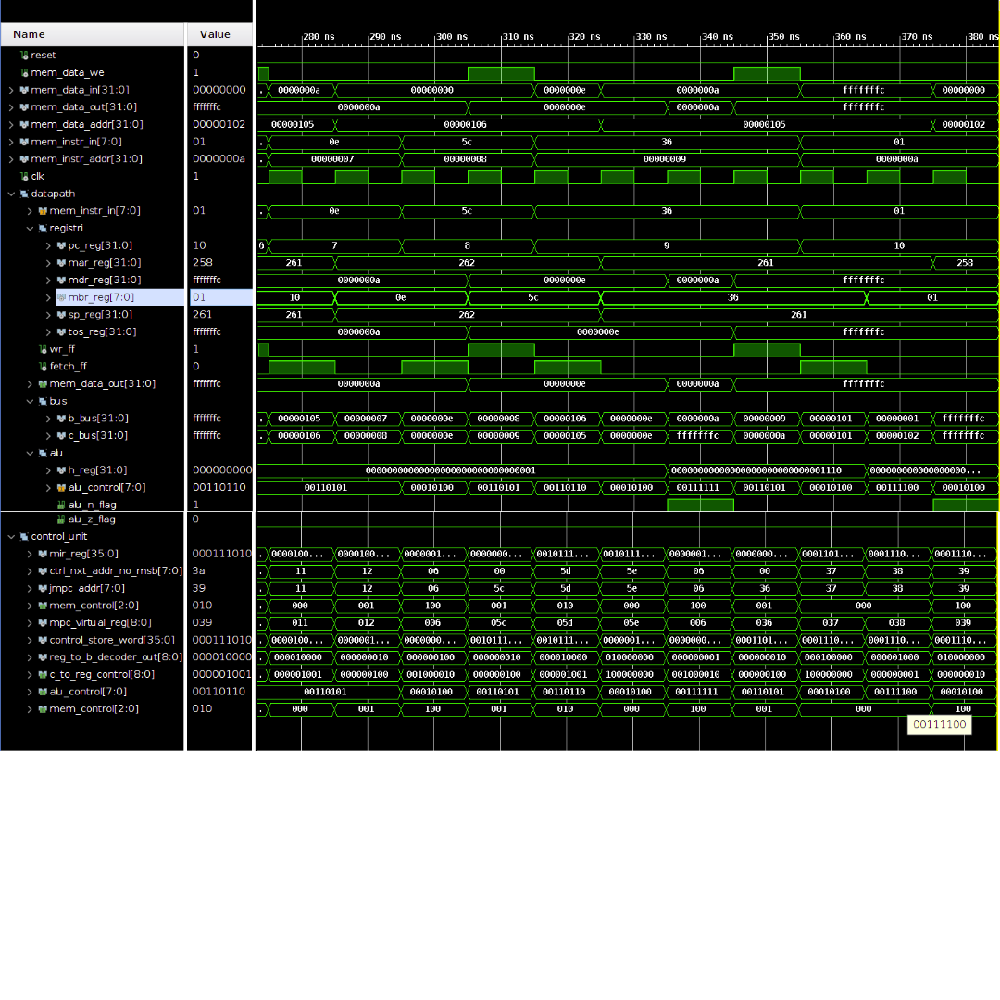 Name Value 280 ns 290 ns 300 ns 310 ns 320 ns 330 ns 340 ns 350 ns 360 ns 370 ns 380 ns
reset 0
mem_data_we 1
mem_data_in[31:0] 00000000 . 0000000a 00000000 0000000e 0000000a fffffffc 00000000
mem_data_out[31:0] fffffffc 0000000a 0000000e 0000000a fffffffc
mem_data_addr[31:0] 00000102 00000105 00000106 00000105 00000102
mem_instr_in[7:0] 01 . 0e 5c 36 01
mem_instr_addr[31:0] 0000000a . 00000007 00000008 00000009 0000000a
clk 1
datapath
mem_instr_in[7:0] 01 . 0e 5c 36 01
registri
pc_reg[31:0] 10 6 7 8 9 10
mar_reg[31:0] 258 261 262 261 258
mdr_reg[31:0] fffffffc 0000000a 0000000e 0000000a fffffffc
mbr_reg[7:0] 01 10 0e 5c 36 01
sp_reg[31:0] 261 261 262 261
tos_reg[31:0] fffffffc 0000000a 0000000e fffffffc
wr_ff 1
fetch_ff 0
mem_data_out[31:0] fffffffc 0000000a 0000000e 0000000a fffffffc
bus
b_bus[31:0] fffffffc . 00000105 00000007 0000000e 00000008 00000106 0000000e 0000000a 00000009 00000101 00000001 fffffffc
c_bus[31:0] fffffffc . 00000106 00000008 0000000e 00000009 00000105 0000000e fffffffc 0000000a 00000101 00000102 fffffffc
alu
h_reg[31:0] 000000000 00000000000000000000000000000001 00000000000000000000000000001110 0000000000000000000...
alu_control[7:0] 00110110 00110101 00010100 00110101 00110110 00010100 00111111 00110101 00010100 00111100 00010100
alu_n_flag 1
alu_z_flag 0
control_unit
mir_reg[35:0] 000111010 . 0000100... 0000100... 0000001... 0000000... 0010111... 0010111... 0000001... 0000000... 0001101... 0001110... 0001110...
ctrl_nxt_addr_no_msb[7:0] 3a . 11 12 06 00 5d 5e 06 00 37 38 39
jmpc_addr[7:0] 39 . 11 12 06 5c 5d 5e 06 36 37 38 39
mem_control[2:0] 010 . 000 001 100 001 010 000 100 001 000 100
mpc_virtual_reg[8:0] 039 . 011 012 006 05c 05d 05e 006 036 037 038 039
control_store_word[35:0] 000111010 . 0000100... 0000001... 0000000... 0010111... 0010111... 0000001... 0000000... 0001101... 0001110... 0001110... 0001110...
reg_to_b_decoder_out[8:0] 000010000 . 000010000 000000010 000000100 000000010 000010000 010000000 000000001 000000010 000100000 000001000 010000000
c_to_reg_control[8:0] 000001001 . 000001001 000000100 001000010 000000100 000001001 100000000 001000010 000000100 100000000 000000001 000000010
alu_control[7:0] 00110110 00110101 00010100 00110101 00110110 00010100 00111111 00110101 00010100 00111100 00010100
mem_control[2:0] 010 . 000 001 100 001 010 000 100 001 000 100
00111100